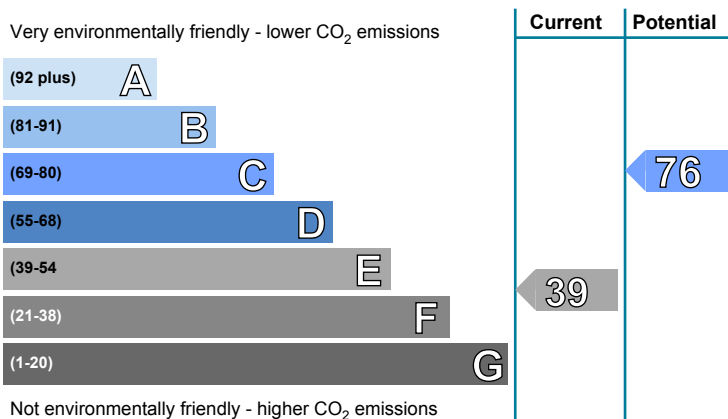 Current Potential
Very environmentally friendly - lower CO2 emissions
(92 plus) A
(81-91) B
(69-80) C
76
(55-68) D
(39-54 E
39
(21-38) F
(1-20) G
Not environmentally friendly - higher CO2 emissions